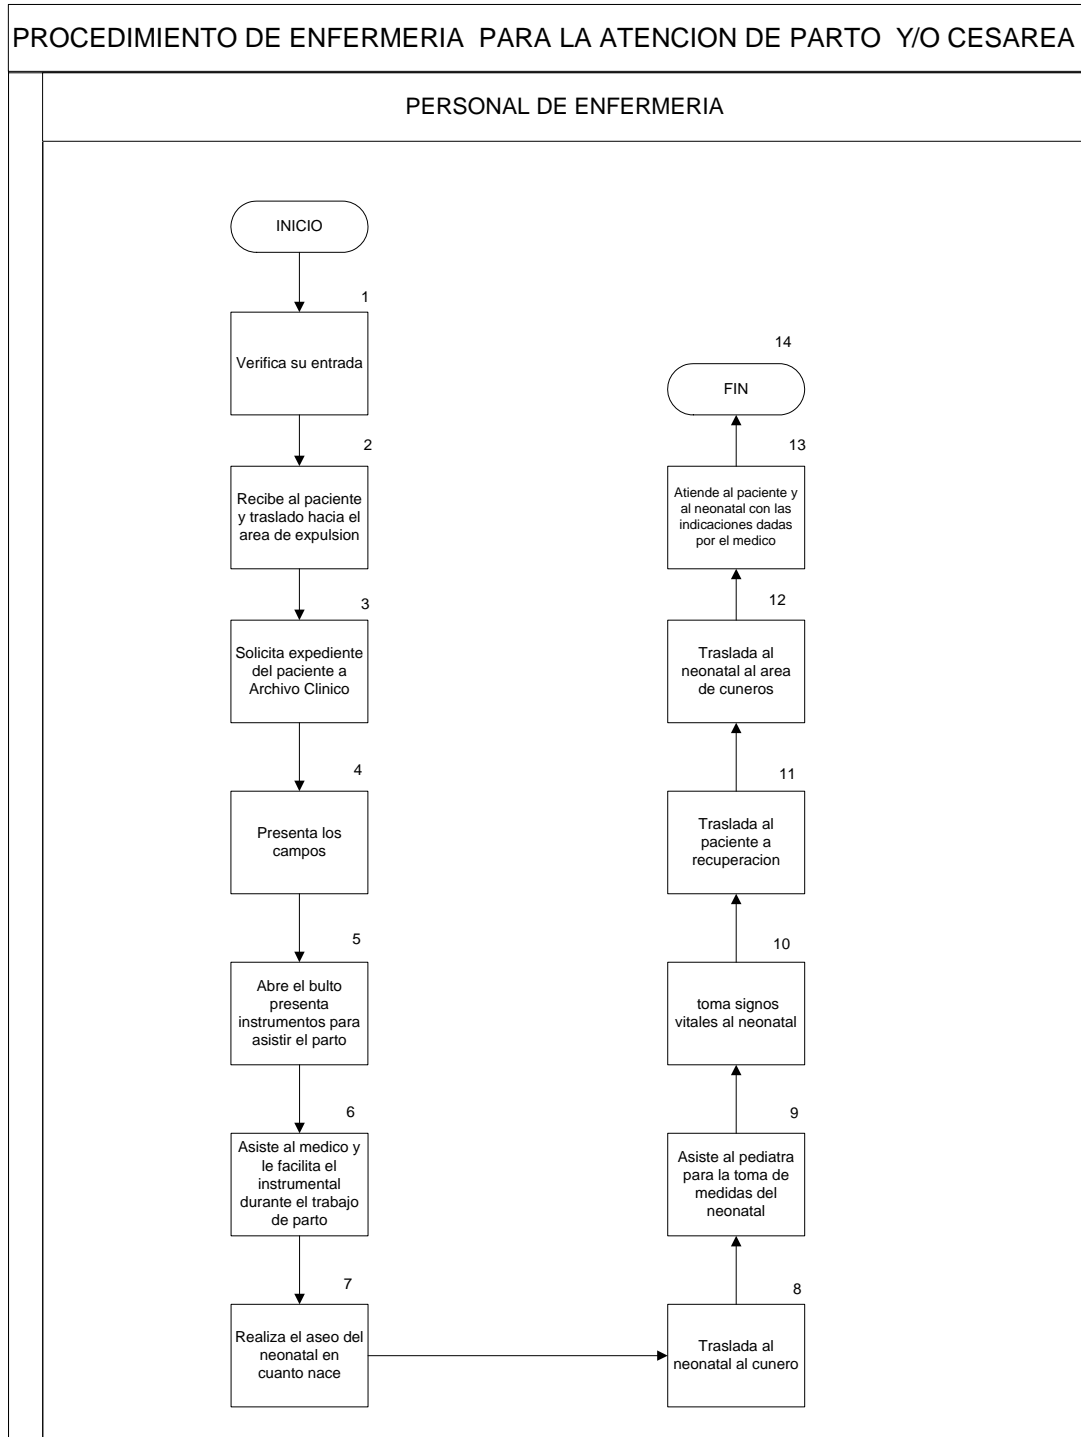 PROCEDIMIENTO DE ENFERMERIA PARA LA ATENCION DE PARTO Y/O CESAREA
PERSONAL DE ENFERMERIA
INICIO
1
Verifica su entrada
2
Recibe al paciente
y traslado hacia el
area de expulsion
3
Solicita expediente
del paciente a
Archivo Clinico
4
Presenta los
campos
5
Abre el bulto
presenta
instrumentos para
asistir el parto
6
Asiste al medico y
le facilita el
instrumental
durante el trabajo
de parto
7
Realiza el aseo del
neonatal en
cuanto nace
8
Traslada al
neonatal al cunero
9
Asiste al pediatra
para la toma de
medidas del
neonatal
10
toma signos
vitales al neonatal
11
Traslada al
paciente a
recuperacion
12
Traslada al
neonatal al area
de cuneros
13
Atiende al paciente y
al neonatal con las
indicaciones dadas
por el medico
14
FIN